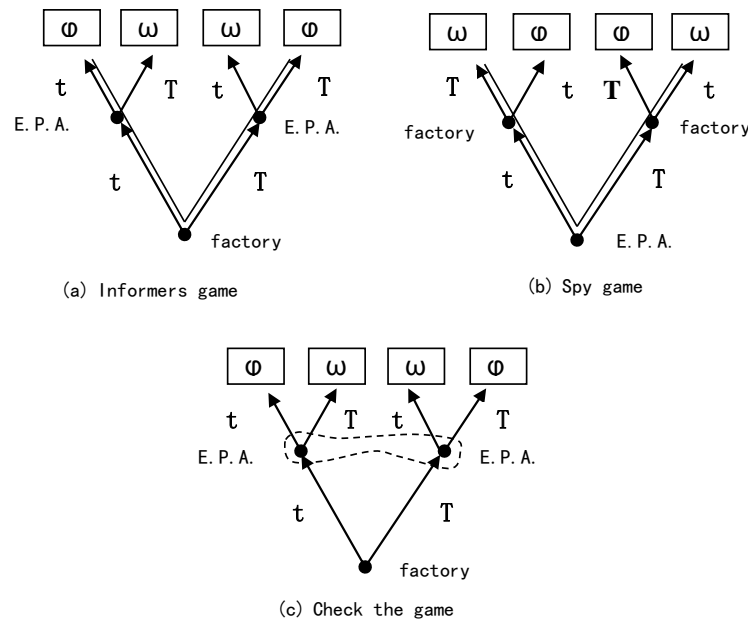 φ ω ω φ
t T t T
E.P.A. E.P.A.
t T
factory
(a) Informers game
ω φ φ ω
T t T t
factory factory
t T
E.P.A.
(b) Spy game
φ ω ω φ
t T t T
E.P.A. E.P.A.
t T
factory
(c) Check the game